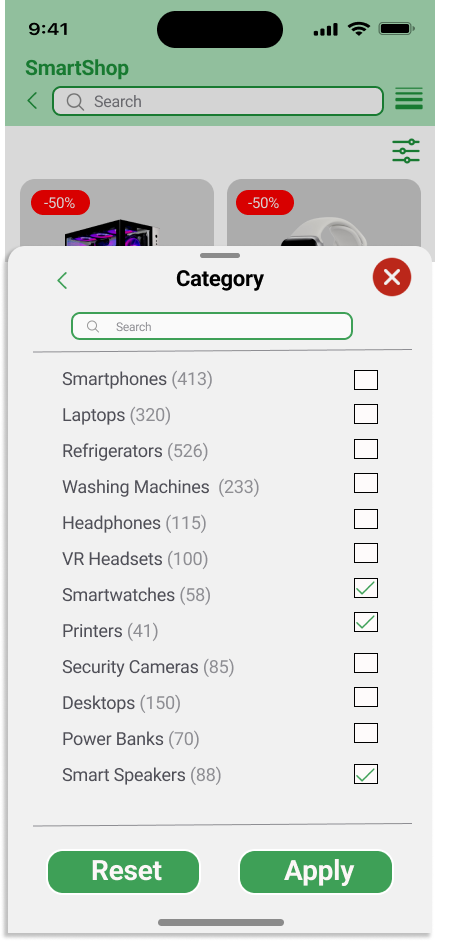 9:41
SmartShop
Search
-50%
-50%
Category
Search
Smartphones (413)
Laptops (320)
Refrigerators (526)
Washing Machines (233)
Headphones (115)
VR Headsets (100)
Smartwatches (58)
Printers (41)
Security Cameras (85)
Desktops (150)
Power Banks (70)
Smart Speakers (88)
Reset
Apply